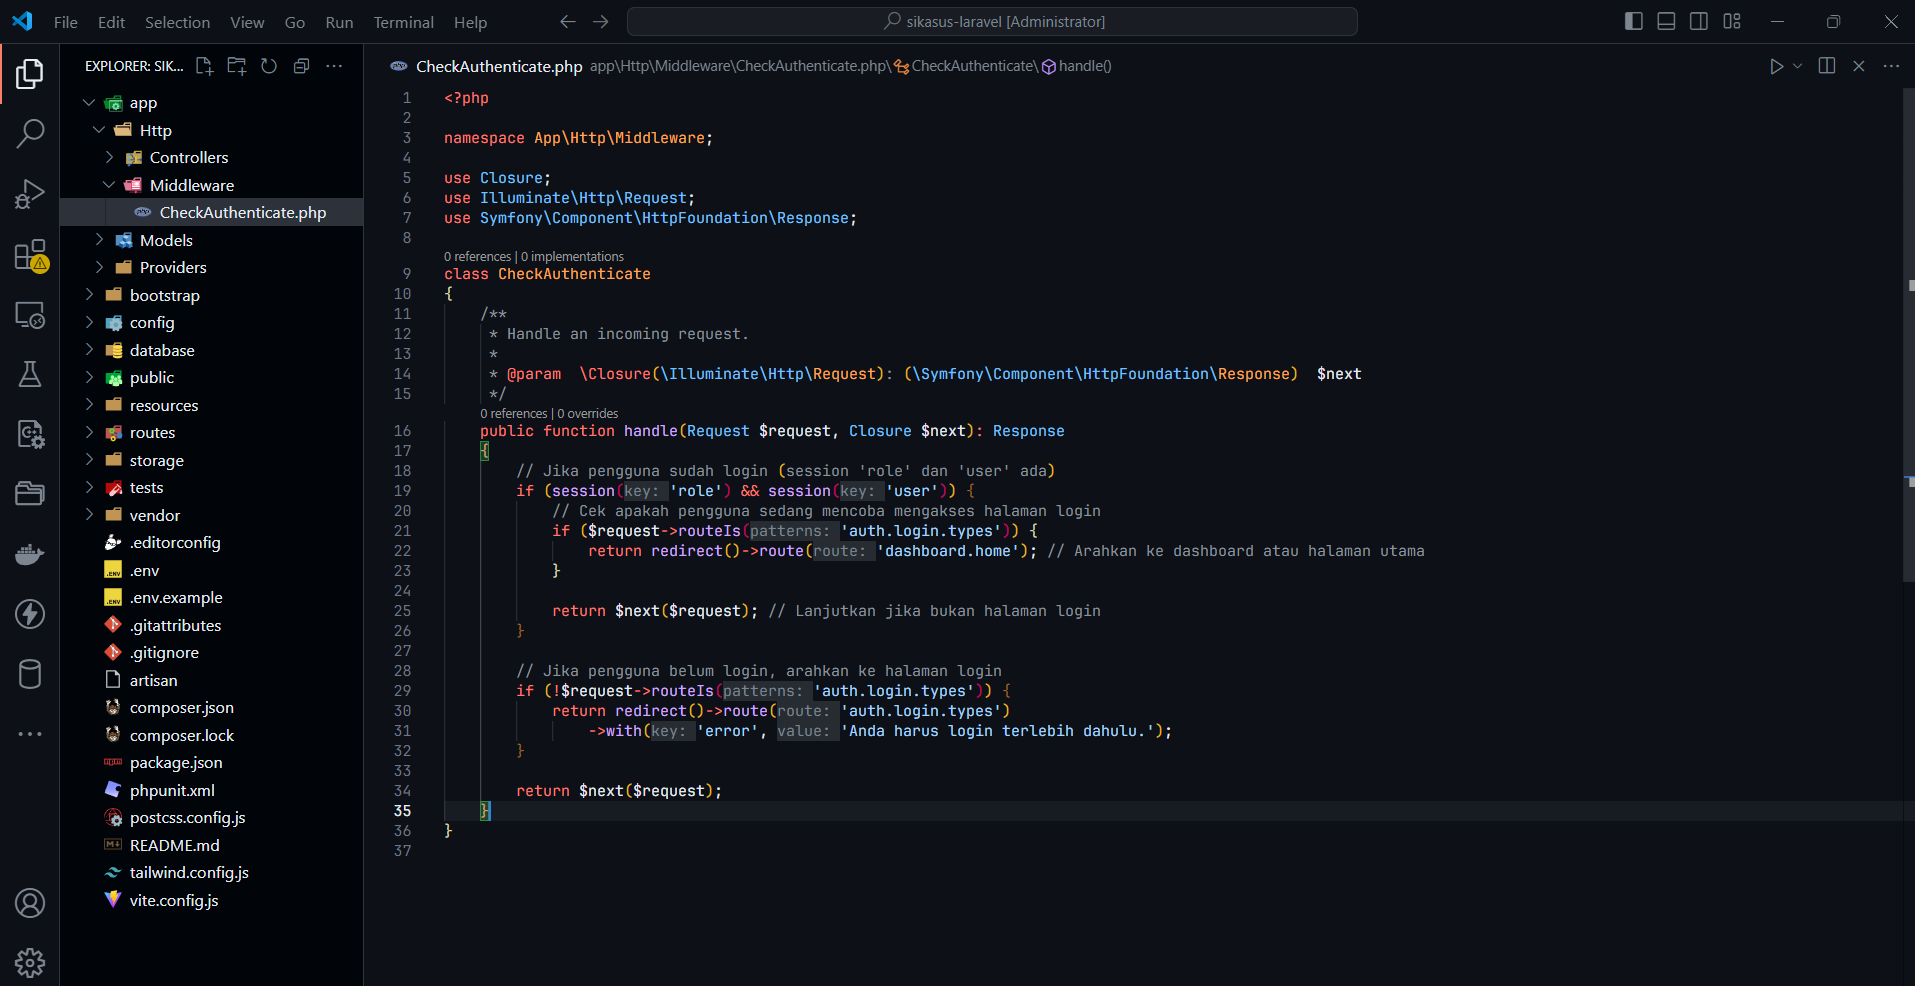 File Edit Selection View Go Run Terminal Help
sikasus-laravel [Administrator]
EXPLORER: SIK...
app
Http
Controllers
Middleware
CheckAuthenticate.php
Models
Providers
bootstrap
config
database
public
resources
routes
storage
tests
vendor
.editorconfig
.env
.env.example
.gitattributes
.gitignore
artisan
composer.json
composer.lock
package.json
phpunit.xml
postcss.config.js
README.md
tailwind.config.js
vite.config.js
CheckAuthenticate.php app\Http\Middleware\CheckAuthenticate.php\CheckAuthenticate\handle()
1 <?php
2
3 namespace App\Http\Middleware;
4
5 use Closure;
6 use Illuminate\Http\Request;
7 use Symfony\Component\HttpFoundation\Response;
8
0 references | 0 implementations
9 class CheckAuthenticate
10 {
11 /**
12 * Handle an incoming request.
13 *
14 * @param \Closure(\Illuminate\Http\Request): (\Symfony\Component\HttpFoundation\Response) $next
15 */
0 references | 0 overrides
16 public function handle(Request $request, Closure $next): Response
17 {
18 // Jika pengguna sudah login (session 'role' dan 'user' ada)
19 if (session(key: 'role') && session(key: 'user')) {
20 // Cek apakah pengguna sedang mencoba mengakses halaman login
21 if ($request->routeIs(patterns: 'auth.login.types')) {
22 return redirect()->route(route: 'dashboard.home'); // Arahkan ke dashboard atau halaman utama
23 }
24
25 return $next($request); // Lanjutkan jika bukan halaman login
26 }
27
28 // Jika pengguna belum login, arahkan ke halaman login
29 if (!$request->routeIs(patterns: 'auth.login.types')) {
30 return redirect()->route(route: 'auth.login.types')
31 ->with(key: 'error', value: 'Anda harus login terlebih dahulu.');
32 }
33
34 return $next($request);
35 }
36 }
37